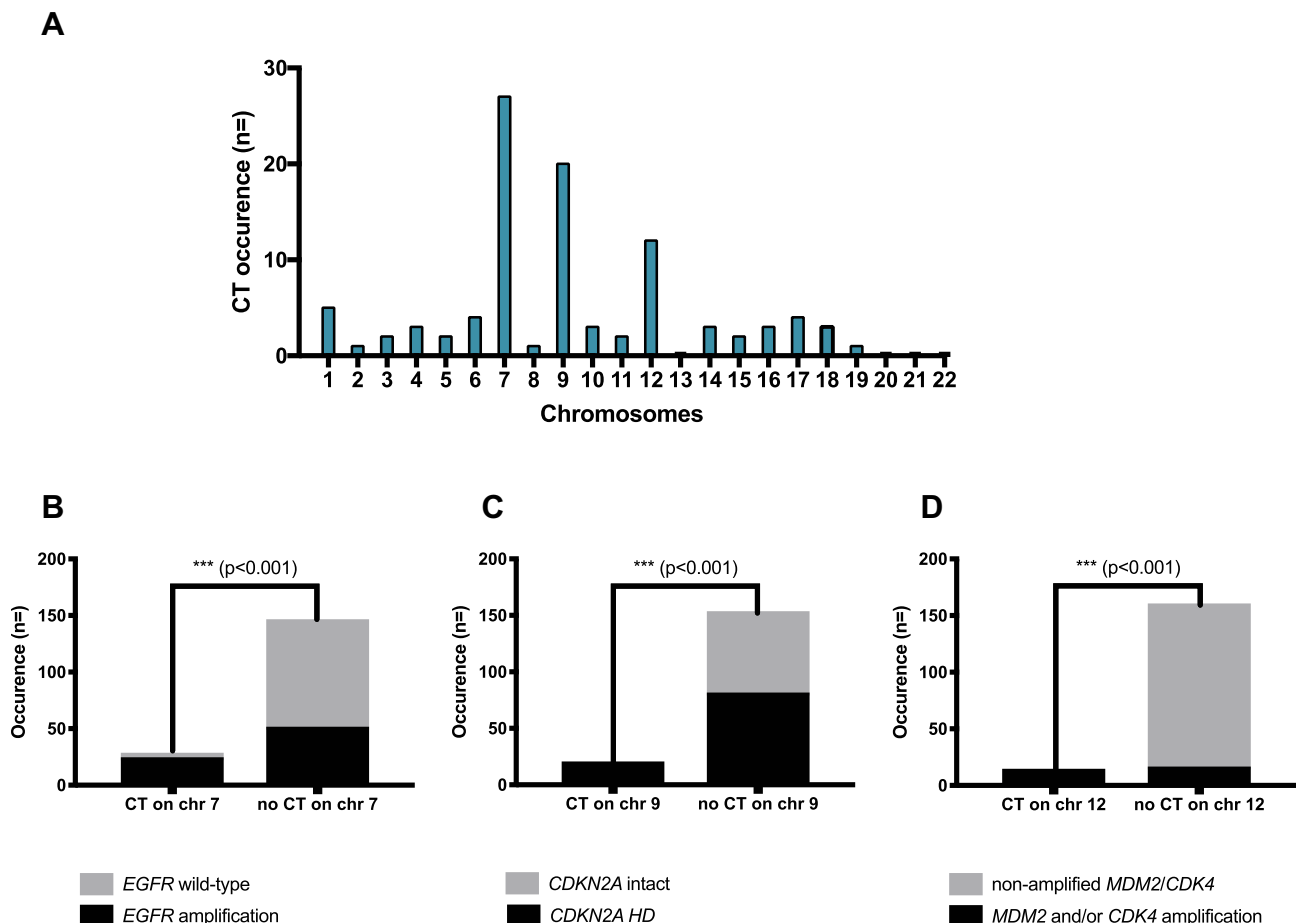 A
30
20
10
0
CT occurence (n=)
1 2 3 4 5 6 7 8 9 10 11 12 13 14 15 16 17 18 19 20 21 22
Chromosomes
B
200
150
100
50
0
Occurence (n=)
*** (p<0.001)
CT on chr 7 no CT on chr 7
EGFR wild-type
EGFR amplification
C
200
150
100
50
0
Occurence (n=)
*** (p<0.001)
CT on chr 9 no CT on chr 9
CDKN2A intact
CDKN2A HD
D
200
150
100
50
0
Occurence (n=)
*** (p<0.001)
CT on chr 12 no CT on chr 12
non-amplified MDM2/CDK4
MDM2 and/or CDK4 amplification